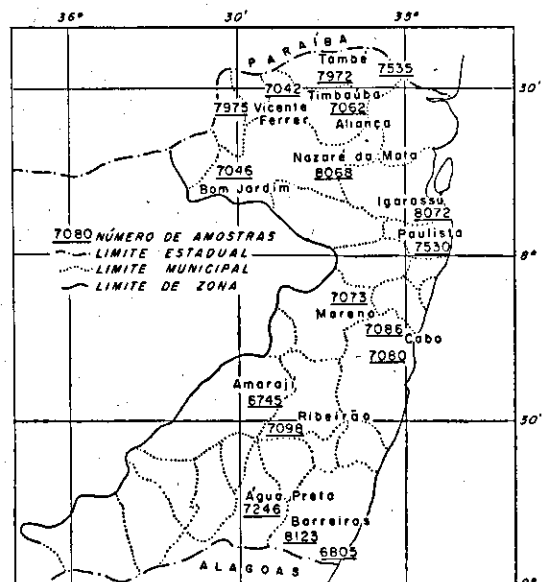 36° 30' 35°
PARAÍBA
També
7972
7535
30'
7042
Timbaúba
7975 Vicente
Ferrer
7062
Aliança
Nazaré da Mata
8068
7046
Bom Jardim
Igarassu
8072
Paulista
7530
7080 NÚMERO DE AMOSTRAS
LIMITE ESTADUAL
LIMITE MUNICIPAL
LIMITE DE ZONA
8°
7073
Moreno
7086
Cabo
7080
Amaraji
6745
30'
Ribeirão
7098
Água Preta
7246
Barreiros
8123
6805
ALAGOAS